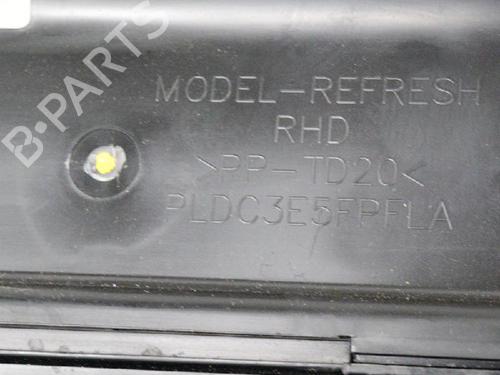 B-PARTS
MODEL-REFRESH
RHD
>PP-TD20<
PLDC3E5FPFLA